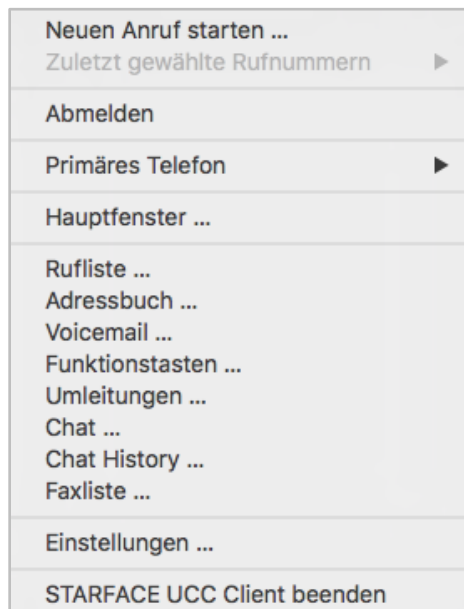 Neuen Anruf starten ...
Zuletzt gewählte Rufnummern
Abmelden
Primäres Telefon
Hauptfenster ...
Rufliste ...
Adressbuch ...
Voicemail ...
Funktionstasten ...
Umleitungen ...
Chat ...
Chat History ...
Faxliste ...
Einstellungen ...
STARFACE UCC Client beenden